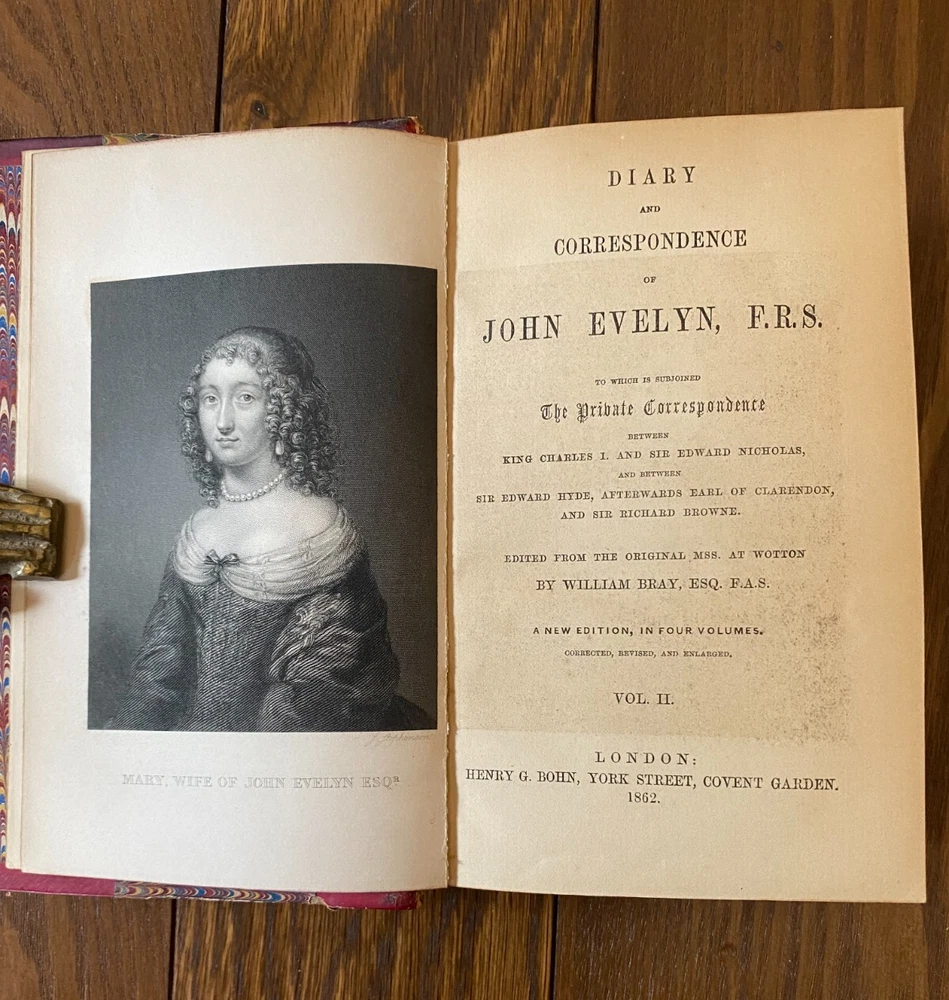 MARY, WIFE OF JOHN EVELYN ESQR
DIARY
AND
CORRESPONDENCE
OF
JOHN EVELYN, F.R.S.
TO WHICH IS SUBJOINED
The Private Correspondence
BETWEEN
KING CHARLES I. AND SIR EDWARD NICHOLAS,
AND BETWEEN
SIR EDWARD HYDE, AFTERWARDS EARL OF CLARENDON,
AND SIR RICHARD BROWNE.
EDITED FROM THE ORIGINAL MSS. AT WOTTON
BY WILLIAM BRAY, ESQ. F.A.S.
A NEW EDITION, IN FOUR VOLUMES.
CORRECTED, REVISED, AND ENLARGED.
VOL. II.
LONDON:
HENRY G. BOHN, YORK STREET, COVENT GARDEN.
1862.